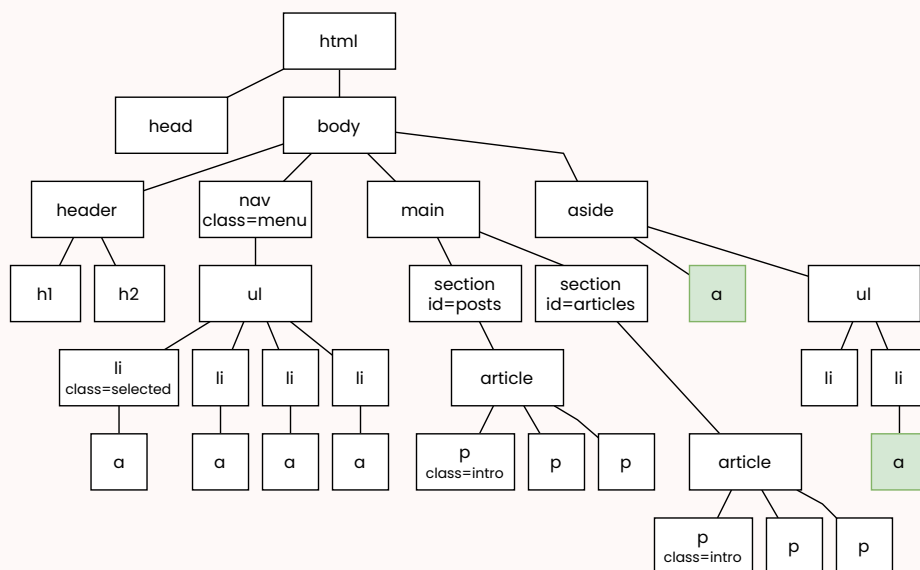 html
head
body
header
nav
class=menu
main
aside
h1
h2
ul
section
id=posts
section
id=articles
a
ul
li
class=selected
li
li
li
article
li
li
a
a
a
a
p
class=intro
p
p
article
a
p
class=intro
p
p